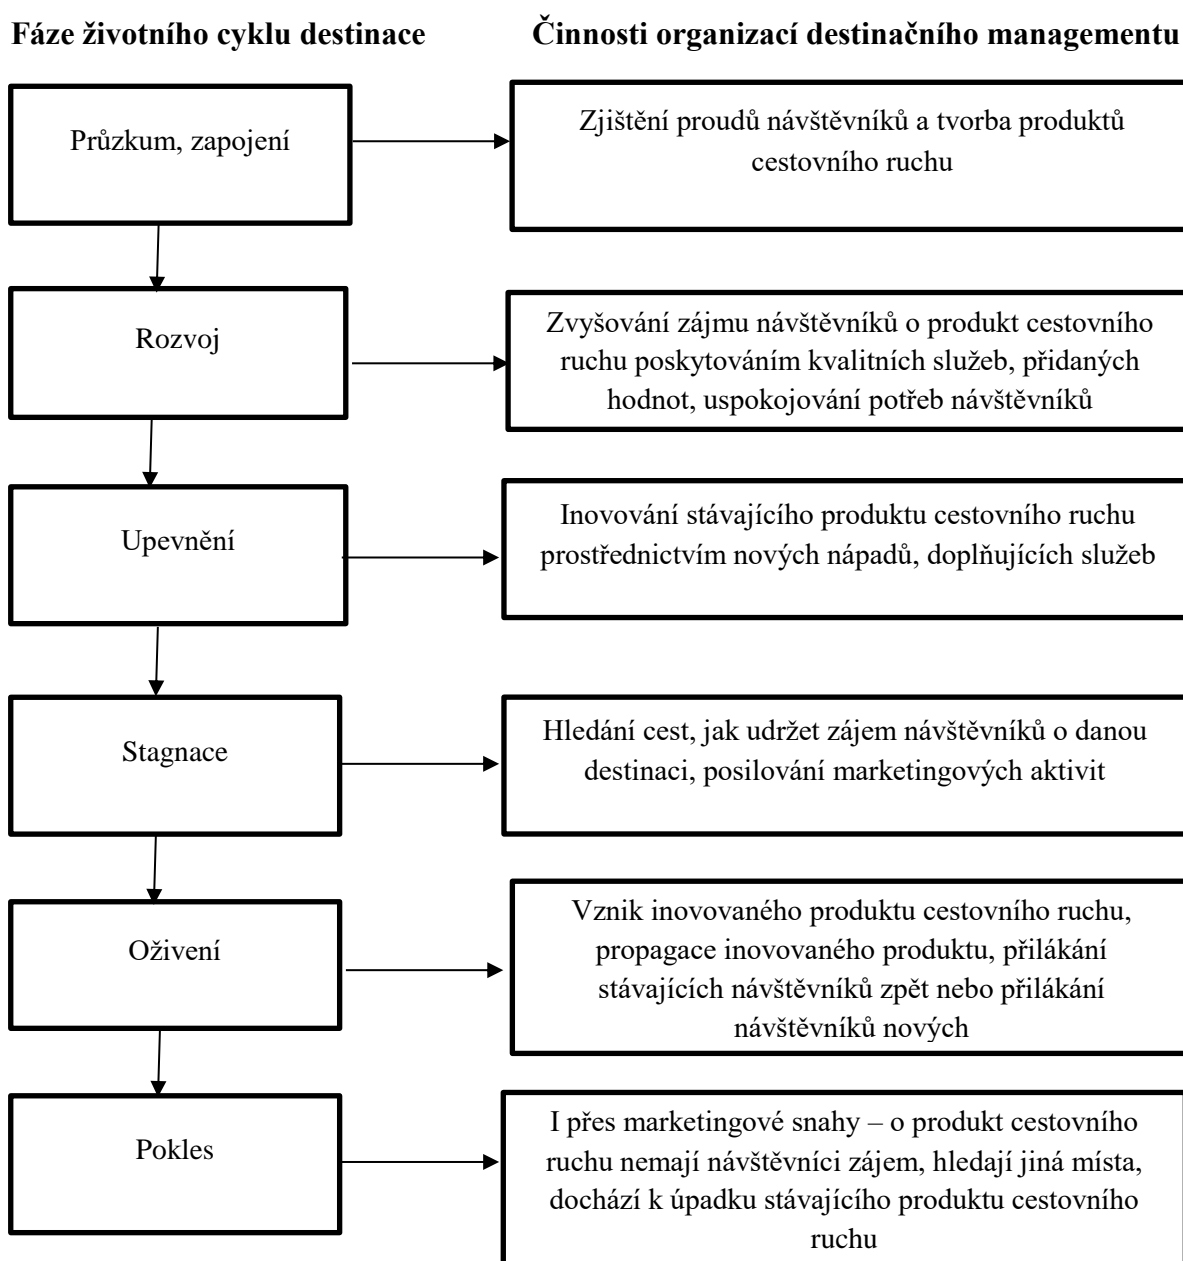 Fáze životního cyklu destinace
Činnosti organizací destinačního managementu
Průzkum, zapojení
Zjištění proudů návštěvníků a tvorba produktů
cestovního ruchu
Rozvoj
Zvyšování zájmu návštěvníků o produkt cestovního
ruchu poskytováním kvalitních služeb, přidaných
hodnot, uspokojování potřeb návštěvníků
Upevnění
Inovování stávajícího produktu cestovního ruchu
prostřednictvím nových nápadů, doplňujících služeb
Stagnace
Hledání cest, jak udržet zájem návštěvníků o danou
destinaci, posilování marketingových aktivit
Oživení
Vznik inovovaného produktu cestovního ruchu,
propagace inovovaného produktu, přilákání
stávajících návštěvníků zpět nebo přilákání
návštěvníků nových
Pokles
I přes marketingové snahy – o produkt cestovního
ruchu nemají návštěvníci zájem, hledají jiná místa,
dochází k úpadku stávajícího produktu cestovního
ruchu